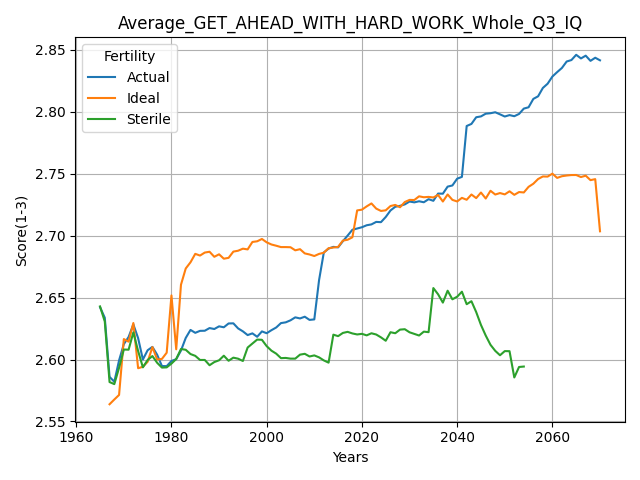 Average_GET_AHEAD_WITH_HARD_WORK_Whole_Q3_IQ
Score(1-3)
2.85
2.80
2.75
2.70
2.65
2.60
2.55
Fertility
Actual
Ideal
Sterile
1960
1980
2000
2020
2040
2060
Years